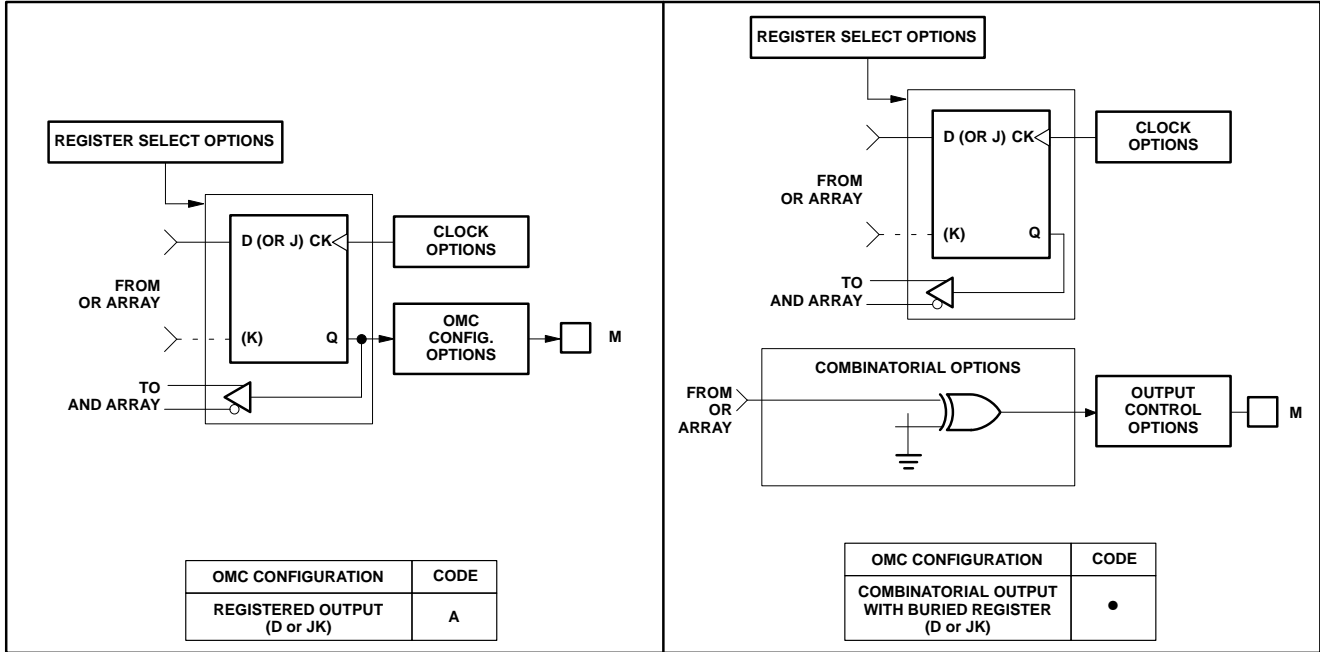 REGISTER SELECT OPTIONS
D (OR J) CK
CLOCK
OPTIONS
FROM
OR ARRAY
(K)
Q
OMC
CONFIG.
OPTIONS
M
TO
AND ARRAY
OMC CONFIGURATION CODE
REGISTERED OUTPUT
(D or JK)
A
REGISTER SELECT OPTIONS
D (OR J) CK
CLOCK
OPTIONS
FROM
OR ARRAY
(K)
Q
TO
AND ARRAY
COMBINATORIAL OPTIONS
FROM
OR
ARRAY
OUTPUT
CONTROL
OPTIONS
M
OMC CONFIGURATION CODE
COMBINATORIAL OUTPUT
WITH BURIED REGISTER
(D or JK)
●